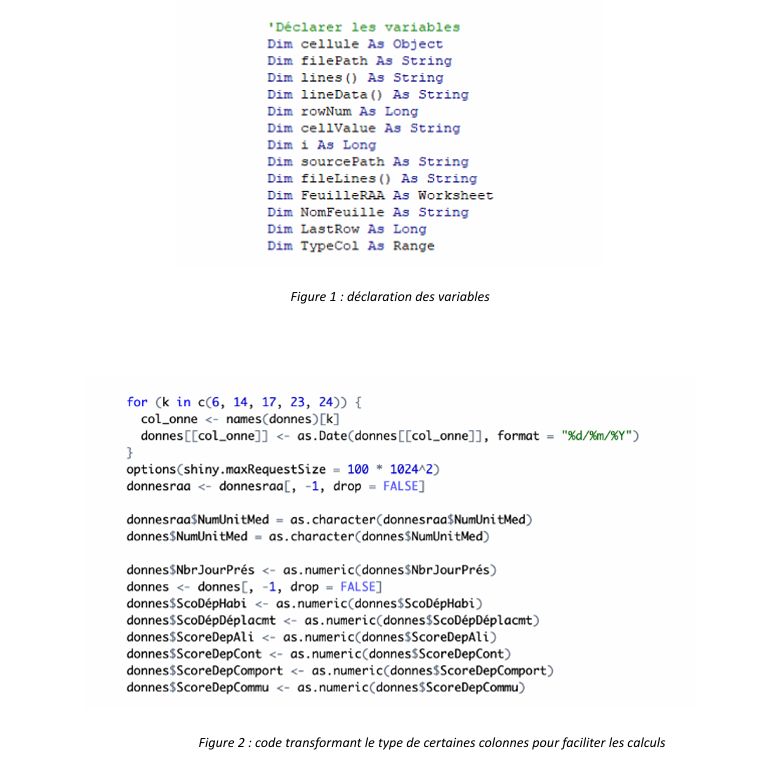 'Déclarer les variables
Dim cellule As Object
Dim filePath As String
Dim lines() As String
Dim lineData() As String
Dim rowNum As Long
Dim cellValue As String
Dim i As Long
Dim sourcePath As String
Dim fileLines() As String
Dim FeuilleRAA As Worksheet
Dim NomFeuille As String
Dim LastRow As Long
Dim TypeCol As Range
Figure 1 : déclaration des variables
for (k in c(6, 14, 17, 23, 24)) {
  col_onne <- names(donnes)[k]
  donnes[[col_onne]] <- as.Date(donnes[[col_onne]], format = "%d/%m/%Y")
}
options(shiny.maxRequestSize = 100 * 1024^2)
donnesraa <- donnesraa[, -1, drop = FALSE]
donnesraa$NumUnitMed = as.character(donnesraa$NumUnitMed)
donnes$NumUnitMed = as.character(donnes$NumUnitMed)
donnes$NbrJourPrés <- as.numeric(donnes$NbrJourPrés)
donnes <- donnes[, -1, drop = FALSE]
donnes$ScoDépHabi <- as.numeric(donnes$ScoDépHabi)
donnes$ScoDépDéplacmt <- as.numeric(donnes$ScoDépDéplacmt)
donnes$ScoreDepAli <- as.numeric(donnes$ScoreDepAli)
donnes$ScoreDepCont <- as.numeric(donnes$ScoreDepCont)
donnes$ScoreDepComport <- as.numeric(donnes$ScoreDepComport)
donnes$ScoreDepCommu <- as.numeric(donnes$ScoreDepCommu)
Figure 2 : code transformant le type de certaines colonnes pour faciliter les calculs